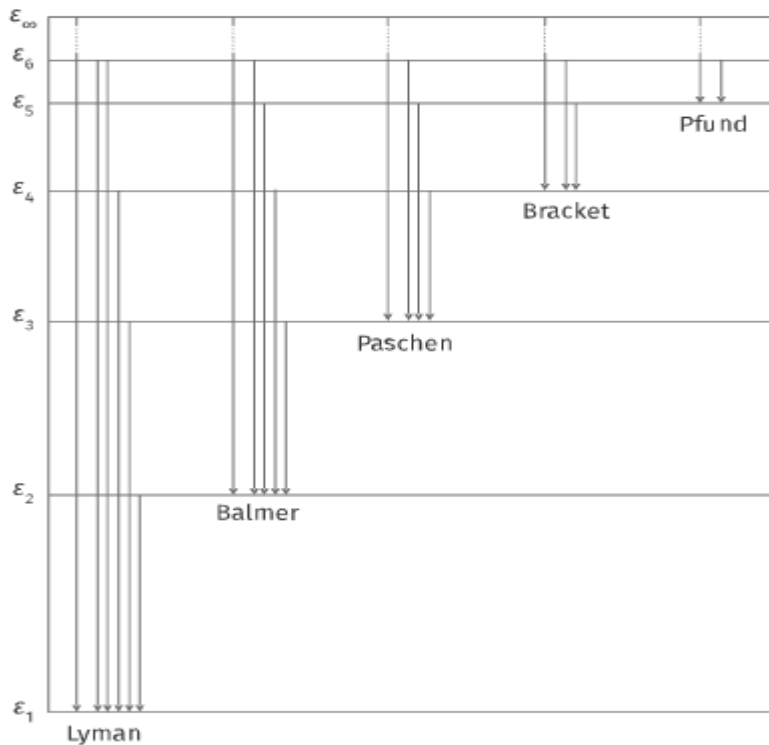 ε∞
ε6
ε5
Pfund
ε4
Bracket
ε3
Paschen
ε2
Balmer
ε1
Lyman